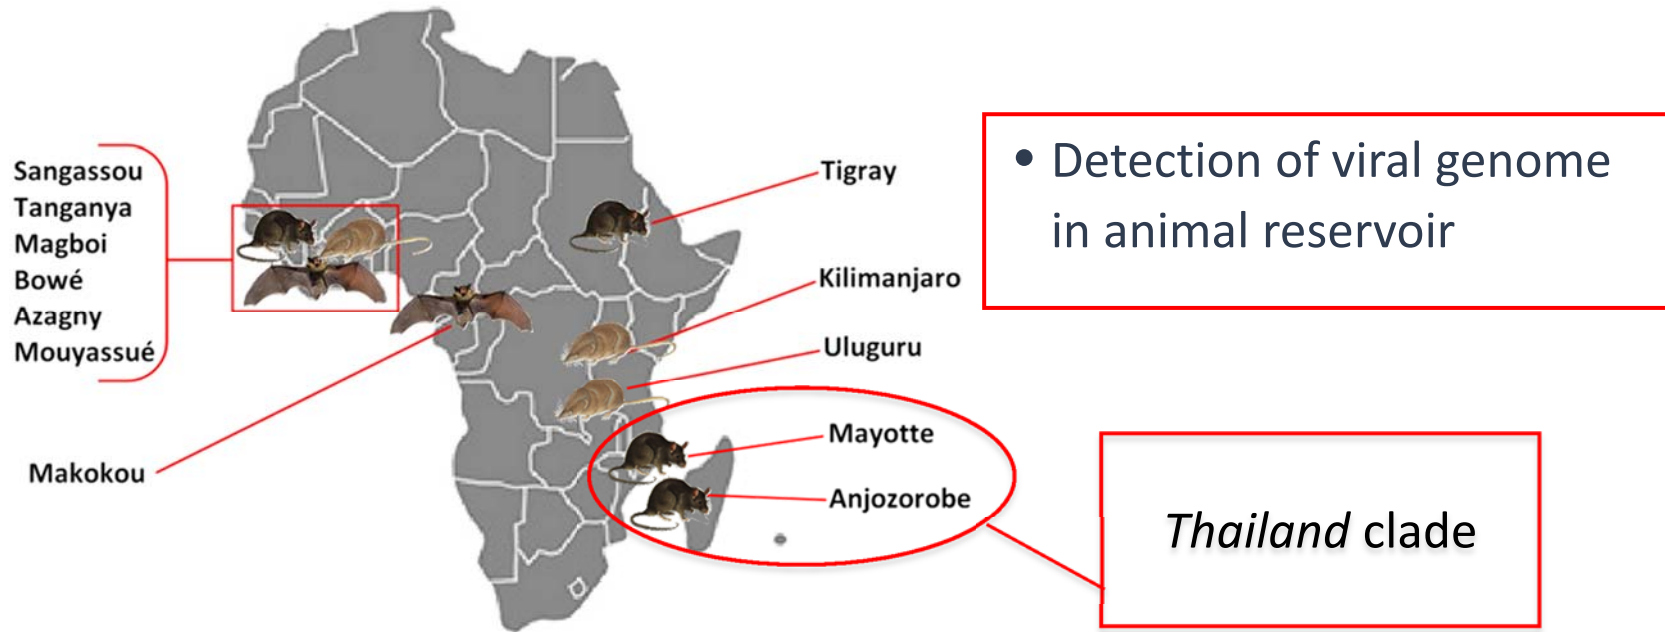 Sangassou
Tanganya
Magboi
Bowé
Azagny
Mouyassué
Makokou
Tigray
Kilimanjaro
Uluguru
Mayotte
Anjozorobe
• Detection of viral genome
in animal reservoir
Thailand clade